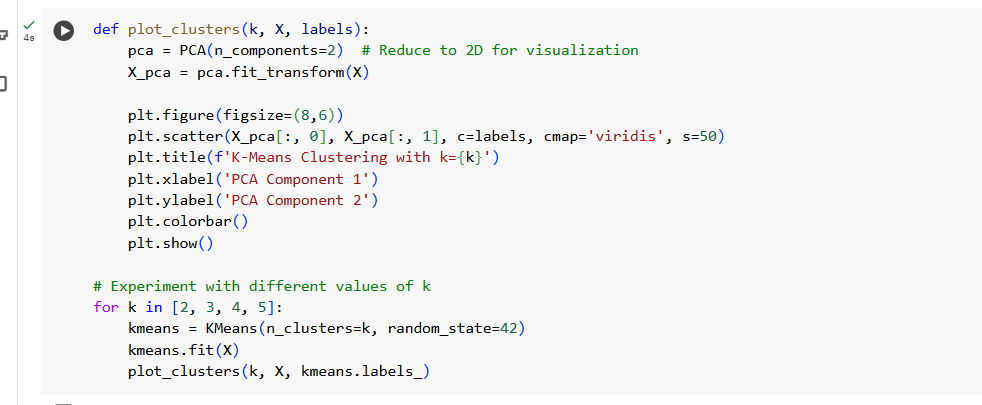 def plot_clusters(k, X, labels):
    pca = PCA(n_components=2)  # Reduce to 2D for visualization
    X_pca = pca.fit_transform(X)

    plt.figure(figsize=(8,6))
    plt.scatter(X_pca[:, 0], X_pca[:, 1], c=labels, cmap='viridis', s=50)
    plt.title(f'K-Means Clustering with k={k}')
    plt.xlabel('PCA Component 1')
    plt.ylabel('PCA Component 2')
    plt.colorbar()
    plt.show()

# Experiment with different values of k
for k in [2, 3, 4, 5]:
    kmeans = KMeans(n_clusters=k, random_state=42)
    kmeans.fit(X)
    plot_clusters(k, X, kmeans.labels_)
4s